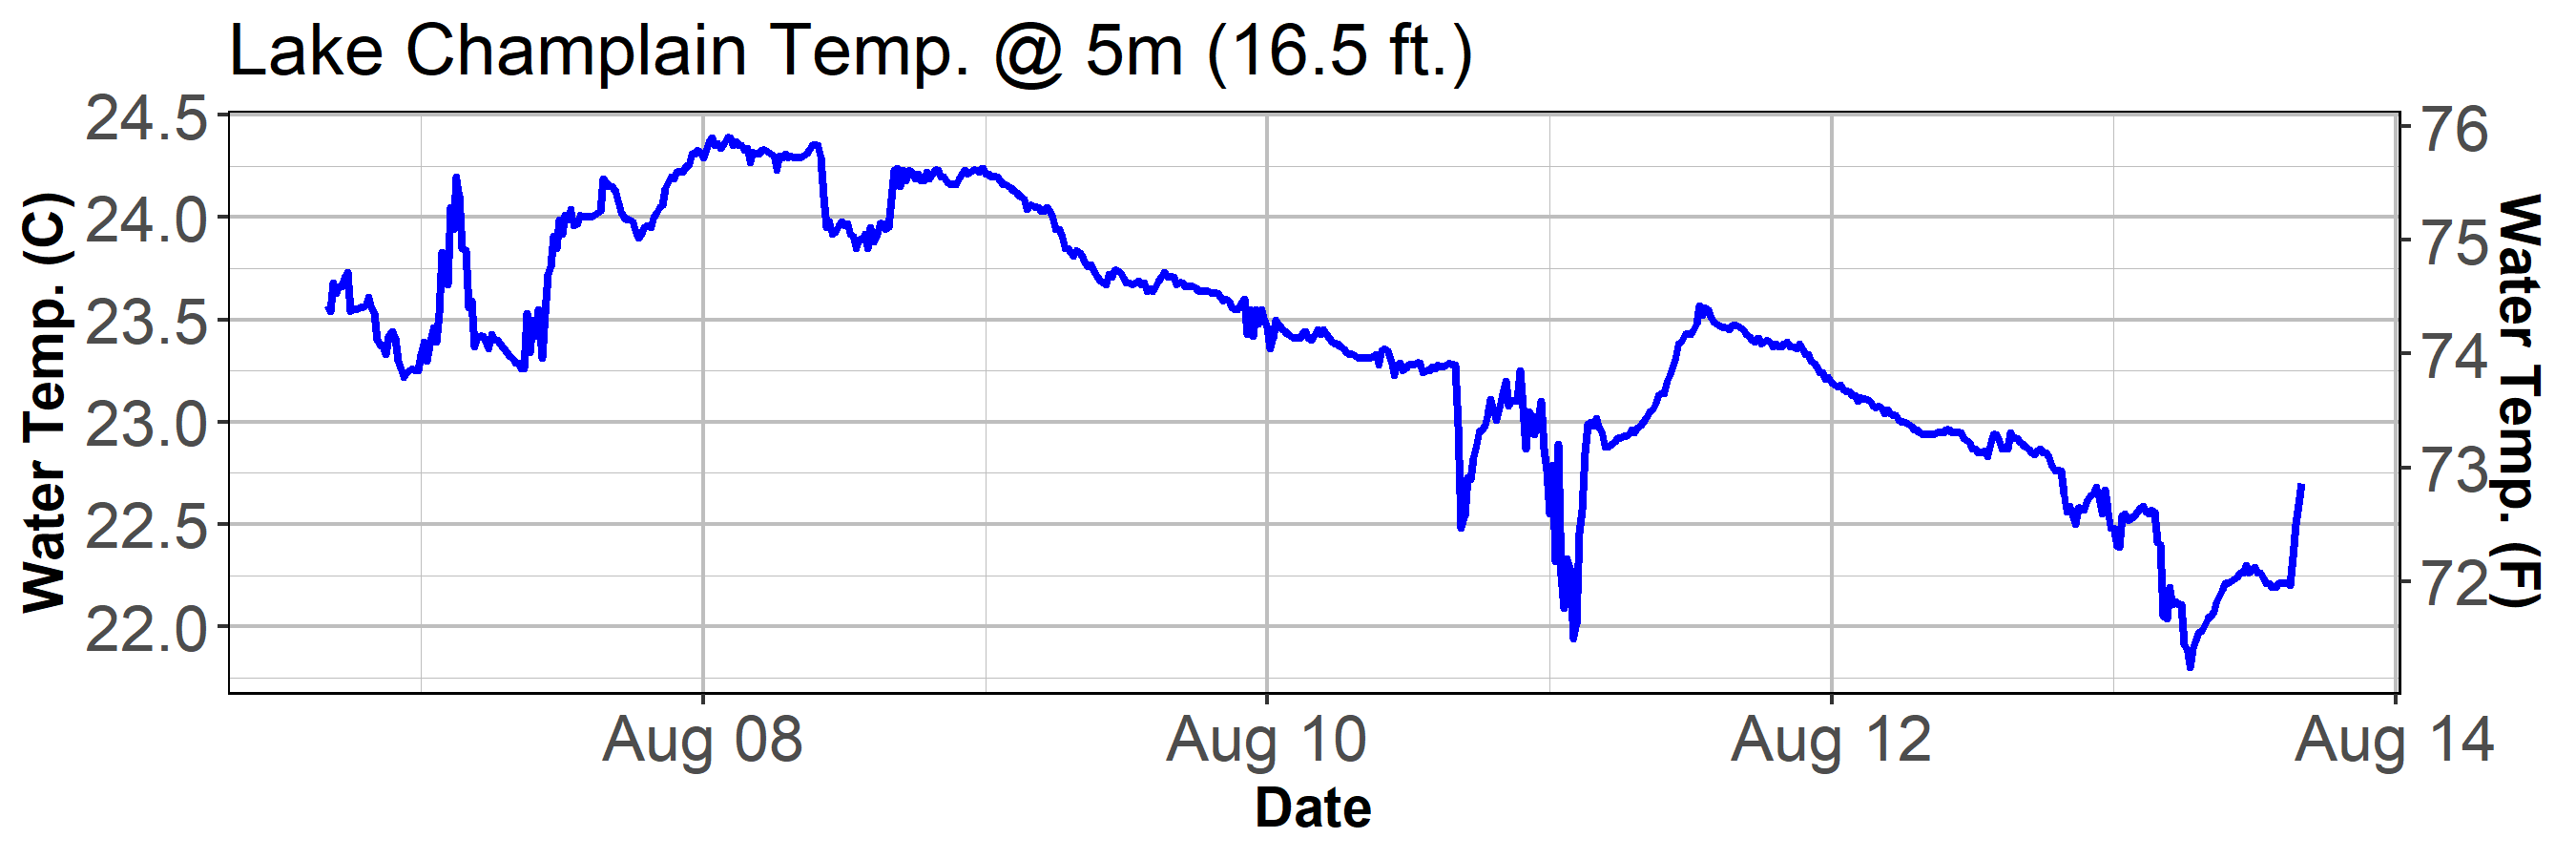 Lake Champlain Temp. @ 5m (16.5 ft.)
Water Temp. (C)
24.5
24.0
23.5
23.0
22.5
22.0
76
75
74
73
72
Water Temp. (F)
Aug 08
Aug 10
Aug 12
Aug 14
Date